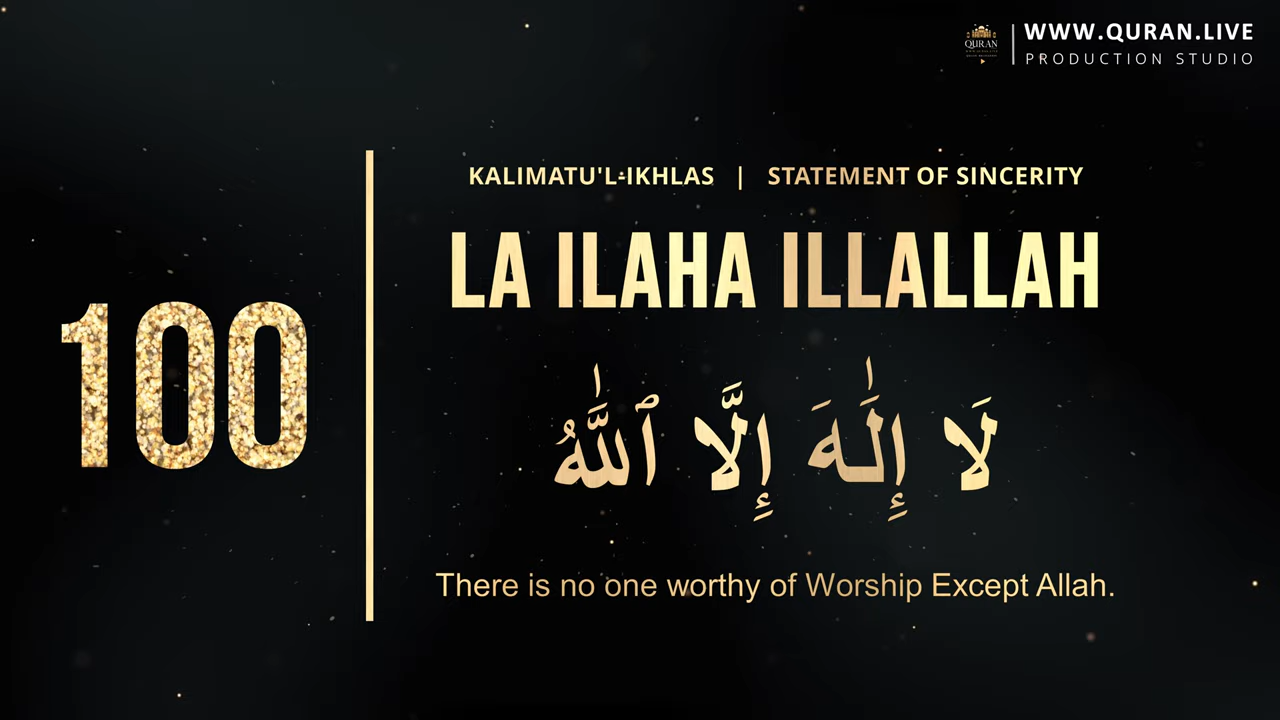 QURAN
WWW.QURAN.LIVE
PRODUCTION STUDIO
KALIMATU'L-IKHLAS | STATEMENT OF SINCERITY
LA ILAHA ILLALLAH
100
لَا إِلَٰهَ إِلَّا ٱللَّٰهُ
There is no one worthy of Worship Except Allah.